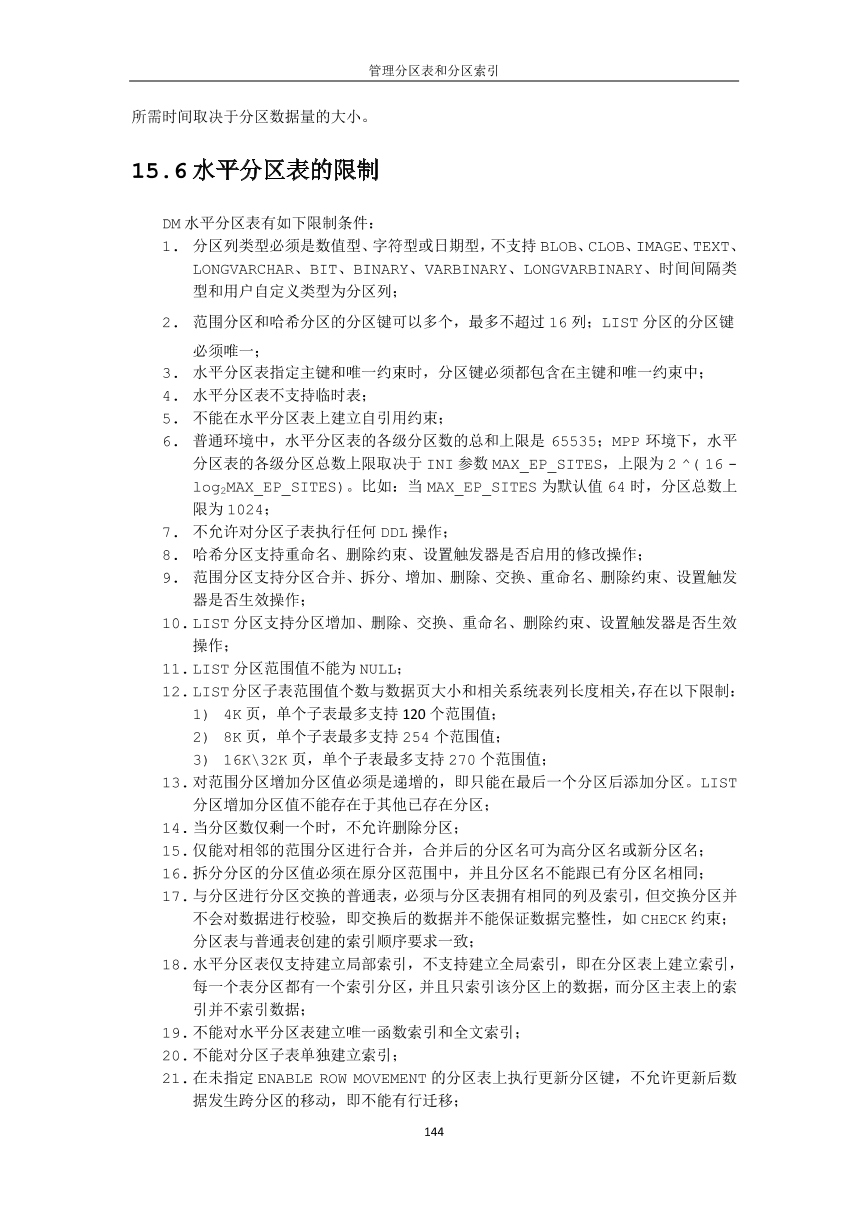 管理分区表和分区索引
所需时间取决于分区数据量的大小。
15.6 水平分区表的限制
DM 水平分区表有如下限制条件：
1. 分区列类型必须是数值型、字符型或日期型，不支持 BLOB、CLOB、IMAGE、TEXT、
LONGVARCHAR、BIT、BINARY、VARBINARY、LONGVARBINARY、时间间隔类
型和用户自定义类型为分区列；
2. 范围分区和哈希分区的分区键可以多个，最多不超过 16 列；LIST 分区的分区键
必须唯一；
3. 水平分区表指定主键和唯一约束时，分区键必须都包含在主键和唯一约束中；
4. 水平分区表不支持临时表；
5. 不能在水平分区表上建立自引用约束；
6. 普通环境中，水平分区表的各级分区数的总和上限是 65535；MPP 环境下，水平
分区表的各级分区总数上限取决于 INI 参数 MAX_EP_SITES，上限为 2 ^( 16 -
log₂MAX_EP_SITES)。比如：当 MAX_EP_SITES 为默认值 64 时，分区总数上
限为 1024；
7. 不允许对分区子表执行任何 DDL 操作；
8. 哈希分区支持重命名、删除约束、设置触发器是否启用的修改操作；
9. 范围分区支持分区合并、拆分、增加、删除、交换、重命名、删除约束、设置触发
器是否生效操作；
10.LIST 分区支持分区增加、删除、交换、重命名、删除约束、设置触发器是否生效
操作；
11.LIST 分区范围值不能为 NULL；
12.LIST 分区子表范围值个数与数据页大小和相关系统表列长度相关，存在以下限制：
1) 4K 页，单个子表最多支持 120 个范围值；
2) 8K 页，单个子表最多支持 254 个范围值；
3) 16K\32K 页，单个子表最多支持 270 个范围值；
13.对范围分区增加分区值必须是递增的，即只能在最后一个分区后添加分区。LIST
分区增加分区值不能存在于其他已存在分区；
14.当分区数仅剩一个时，不允许删除分区；
15.仅能对相邻的范围分区进行合并，合并后的分区名可为高分区名或新分区名；
16.拆分分区的分区值必须在原分区范围中，并且分区名不能跟已有分区名相同；
17.与分区进行分区交换的普通表，必须与分区表拥有相同的列及索引，但交换分区并
不会对数据进行校验，即交换后的数据并不能保证数据完整性，如 CHECK 约束；
分区表与普通表创建的索引顺序要求一致；
18.水平分区表仅支持建立局部索引，不支持建立全局索引，即在分区表上建立索引，
每一个表分区都有一个索引分区，并且只索引该分区上的数据，而分区主表上的索
引并不索引数据；
19.不能对水平分区表建立唯一函数索引和全文索引；
20.不能对分区子表单独建立索引；
21.在未指定 ENABLE ROW MOVEMENT 的分区表上执行更新分区键，不允许更新后数
据发生跨分区的移动，即不能有行迁移；
144